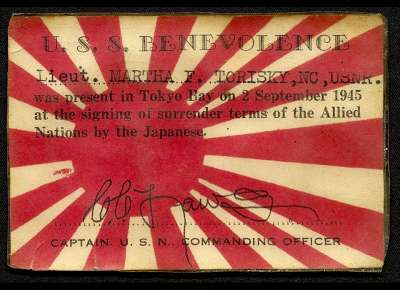 U. S. S. BENEVOLENCE
Lieut. MARTHA F. TORISKY,NC,USNR.
was present in Tokyo Bay on 2 September 1945
at the signing of surrender terms of the Allied
Nations by the Japanese.
CAPTAIN, U. S. N., COMMANDING OFFICER